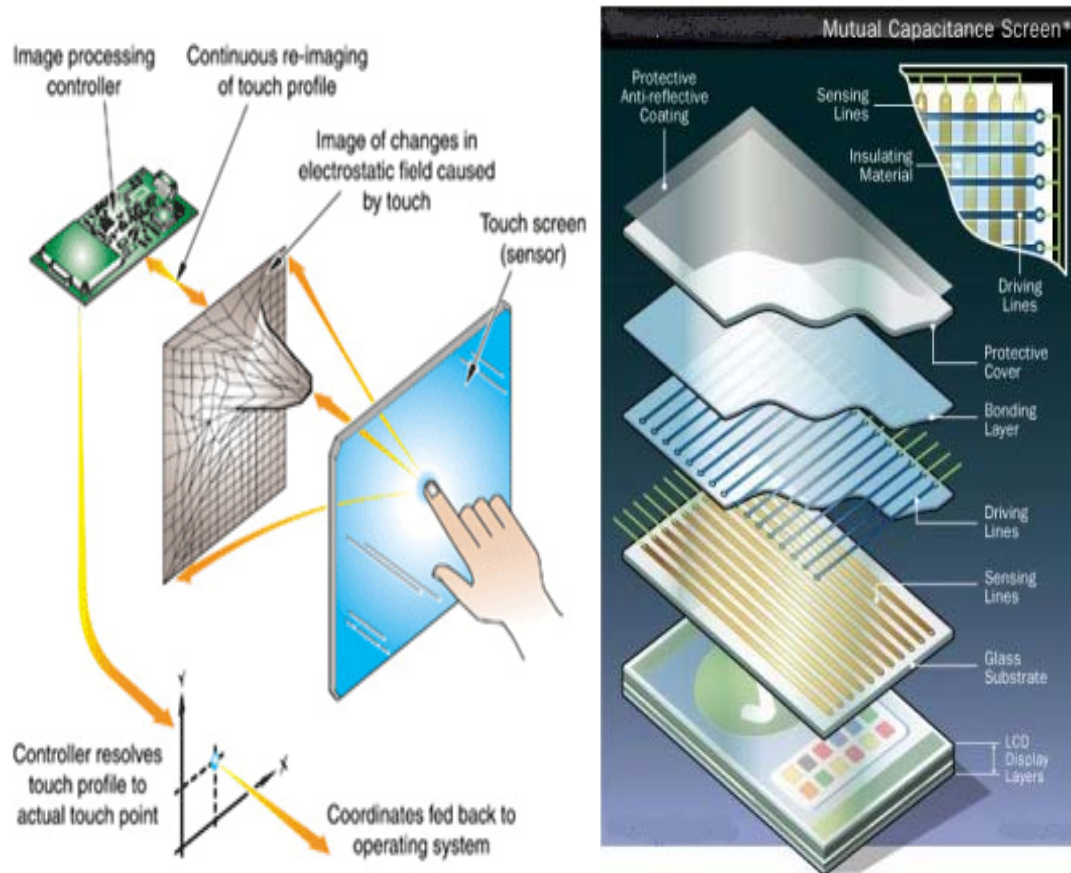 Image processing
controller
Continuous re-imaging
of touch profile
Image of changes in
electrostatic field caused
by touch
Touch screen
(sensor)
Y
X
Controller resolves
touch profile to
actual touch point
Coordinates fed back to
operating system
Mutual Capacitance Screen*
Protective
Anti-reflective
Coating
Sensing
Lines
Insulating
Material
Driving
Lines
Protective
Cover
Bonding
Layer
Driving
Lines
Sensing
Lines
Glass
Substrate
LCD
Display
Layers